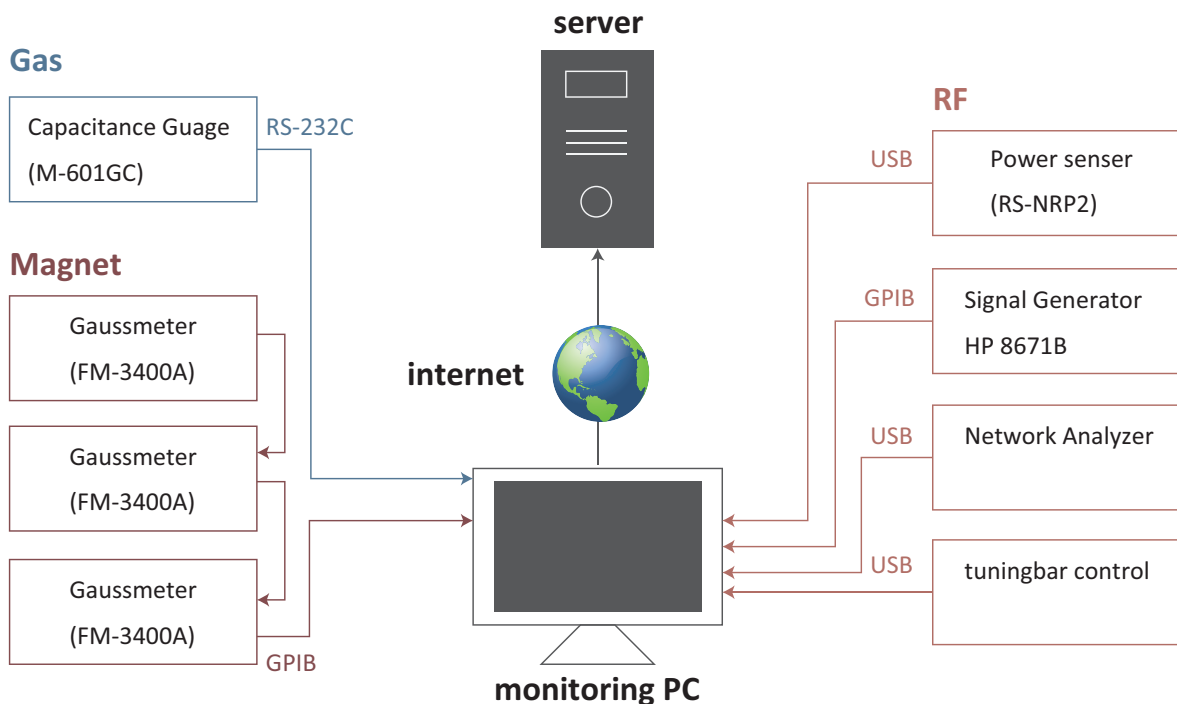 server
Gas
Capacitance Guage
(M-601GC)
RS-232C
Magnet
Gaussmeter
(FM-3400A)
Gaussmeter
(FM-3400A)
Gaussmeter
(FM-3400A)
GPIB
internet
monitoring PC
RF
USB
Power senser
(RS-NRP2)
GPIB
Signal Generator
HP 8671B
USB
Network Analyzer
USB
tuningbar control